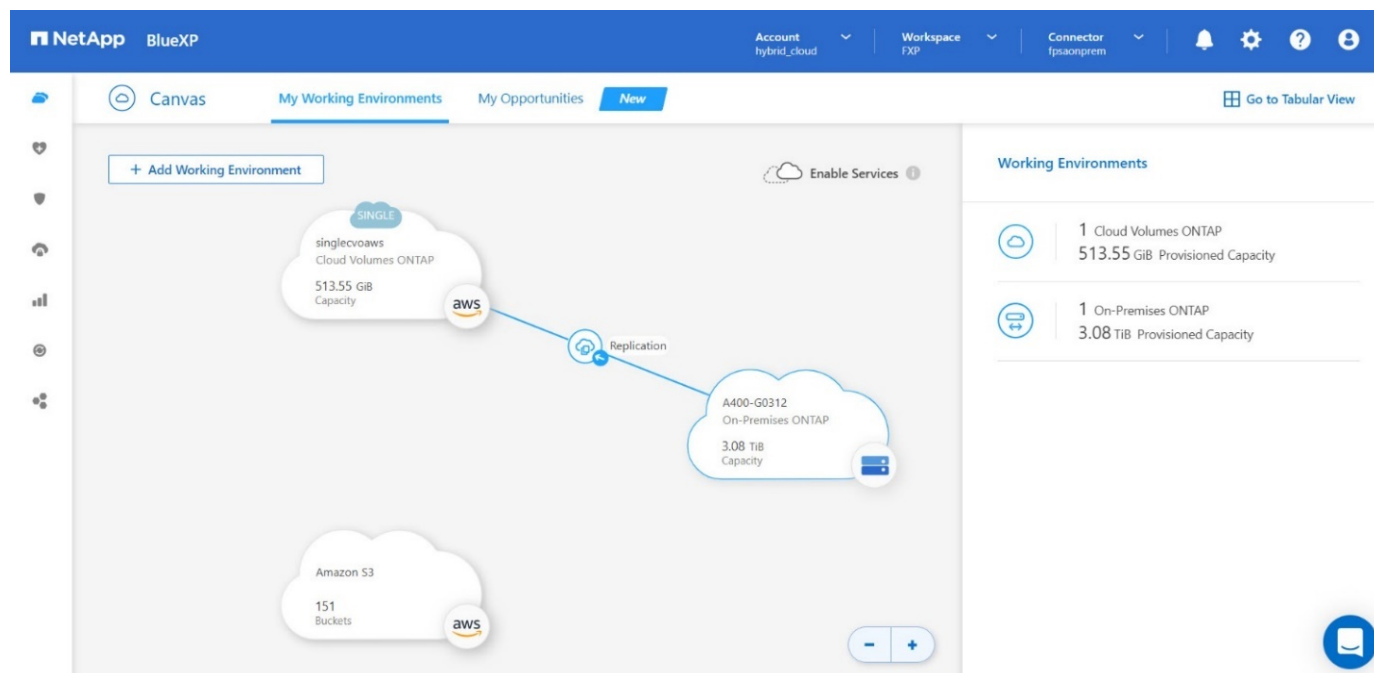 NetApp BlueXP
Account
hybrid_cloud
Workspace
FXP
Connector
fpsaonprem
?
Canvas
My Working Environments
My Opportunities
New
Go to Tabular View
+ Add Working Environment
Enable Services
Working Environments
SINGLE
singlecvoaws
Cloud Volumes ONTAP
513.55 GiB
Capacity
aws
Replication
A400-G0312
On-Premises ONTAP
3.08 TiB
Capacity
Amazon S3
151
Buckets
aws
- +
1 Cloud Volumes ONTAP
513.55 GiB Provisioned Capacity
1 On-Premises ONTAP
3.08 TiB Provisioned Capacity